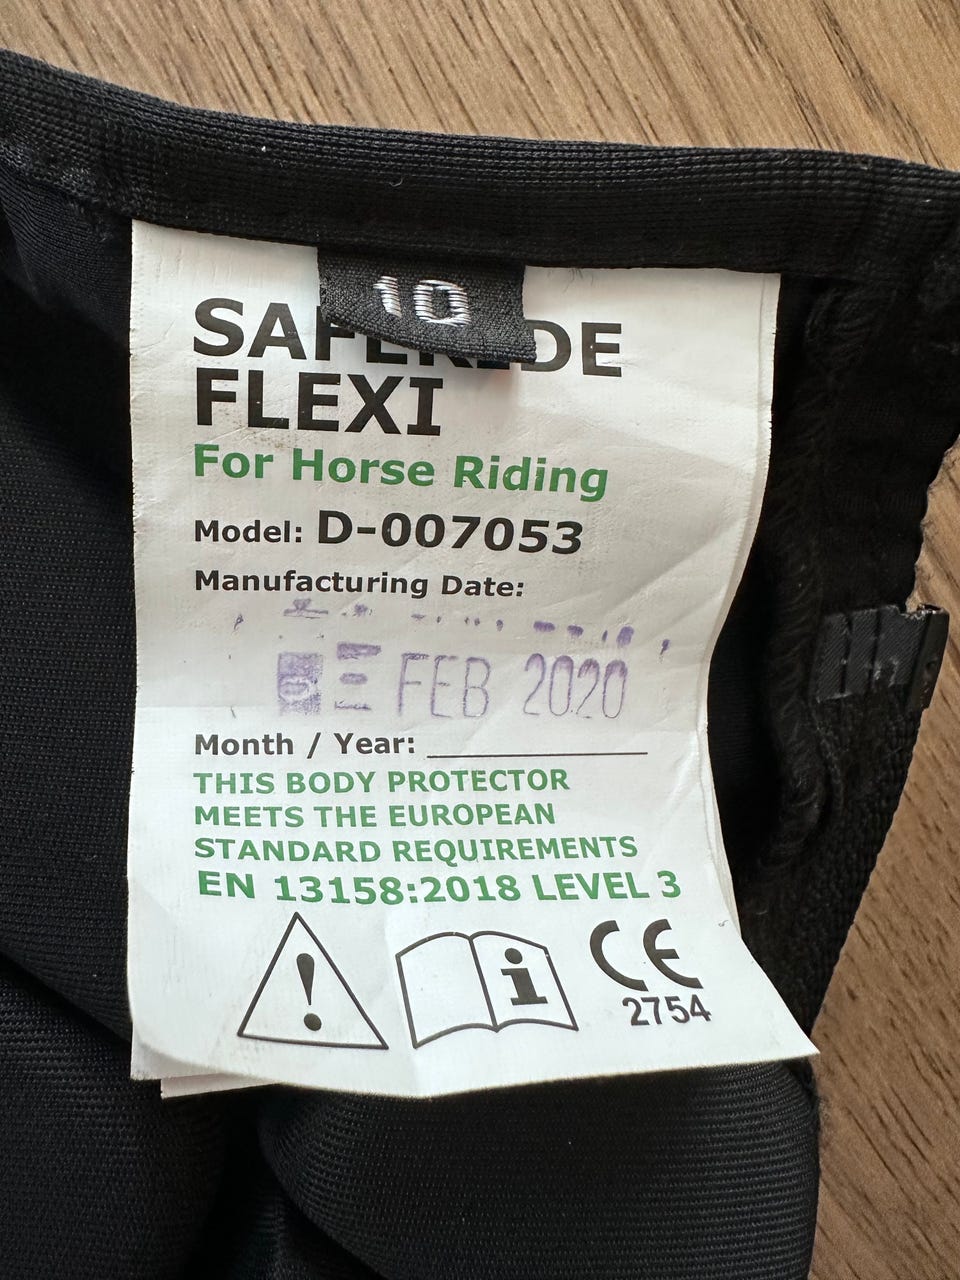 10
SAFERIDE
FLEXI
For Horse Riding
Model: D-007053
Manufacturing Date:
FEB 2020
Month / Year:
THIS BODY PROTECTOR
MEETS THE EUROPEAN
STANDARD REQUIREMENTS
EN 13158:2018 LEVEL 3
i
CE
2754